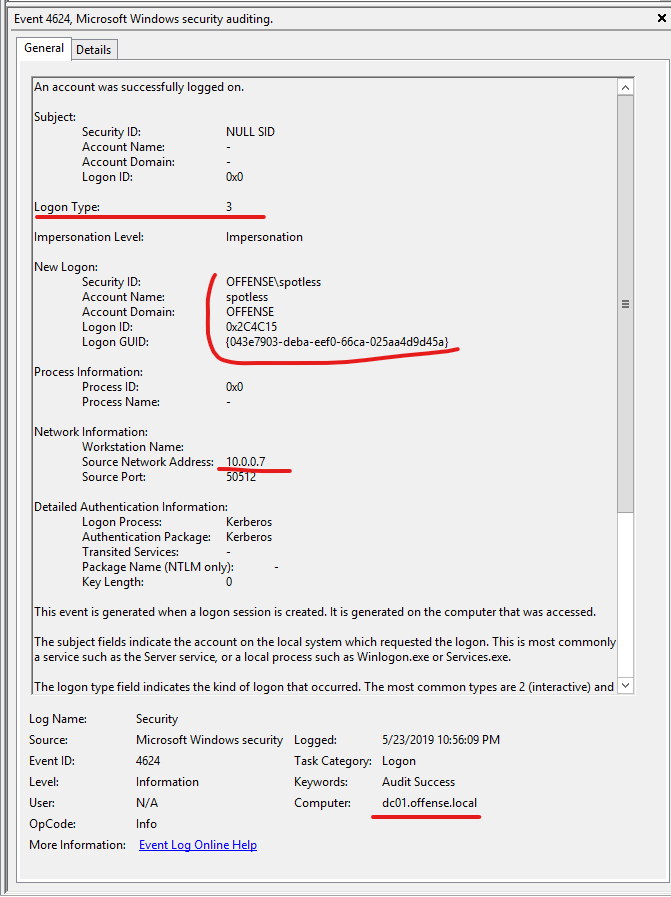 Event 4624, Microsoft Windows security auditing.
General Details
An account was successfully logged on.
Subject:
Security ID: NULL SID
Account Name: -
Account Domain: -
Logon ID: 0x0
Logon Type: 3
Impersonation Level: Impersonation
New Logon:
Security ID: OFFENSE\spotless
Account Name: spotless
Account Domain: OFFENSE
Logon ID: 0x2C4C15
Logon GUID: {043e7903-deba-eef0-66ca-025aa4d9d45a}
Process Information:
Process ID: 0x0
Process Name: -
Network Information:
Workstation Name:
Source Network Address: 10.0.0.7
Source Port: 50512
Detailed Authentication Information:
Logon Process: Kerberos
Authentication Package: Kerberos
Transited Services: -
Package Name (NTLM only): -
Key Length: 0
This event is generated when a logon session is created. It is generated on the computer that was accessed.
The subject fields indicate the account on the local system which requested the logon. This is most commonly
a service such as the Server service, or a local process such as Winlogon.exe or Services.exe.
The logon type field indicates the kind of logon that occurred. The most common types are 2 (interactive) and
Log Name: Security
Source: Microsoft Windows security Logged: 5/23/2019 10:56:09 PM
Event ID: 4624 Task Category: Logon
Level: Information Keywords: Audit Success
User: N/A Computer: dc01.offense.local
OpCode: Info
More Information: Event Log Online Help